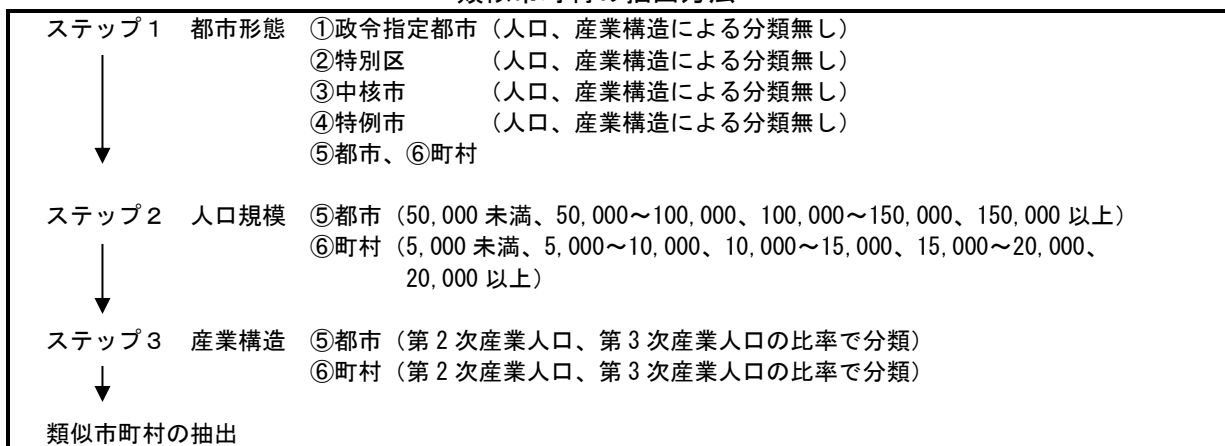 ステップ１　都市形態　①政令指定都市（人口、産業構造による分類無し）
②特別区　　　（人口、産業構造による分類無し）
③中核市　　　（人口、産業構造による分類無し）
④特例市　　　（人口、産業構造による分類無し）
⑤都市、⑥町村
ステップ２　人口規模　⑤都市（50,000 未満、50,000～100,000、100,000～150,000、150,000 以上）
⑥町村（5,000 未満、5,000～10,000、10,000～15,000、15,000～20,000、
20,000 以上）
ステップ３　産業構造　⑤都市（第 2 次産業人口、第 3 次産業人口の比率で分類）
⑥町村（第 2 次産業人口、第 3 次産業人口の比率で分類）
類似市町村の抽出